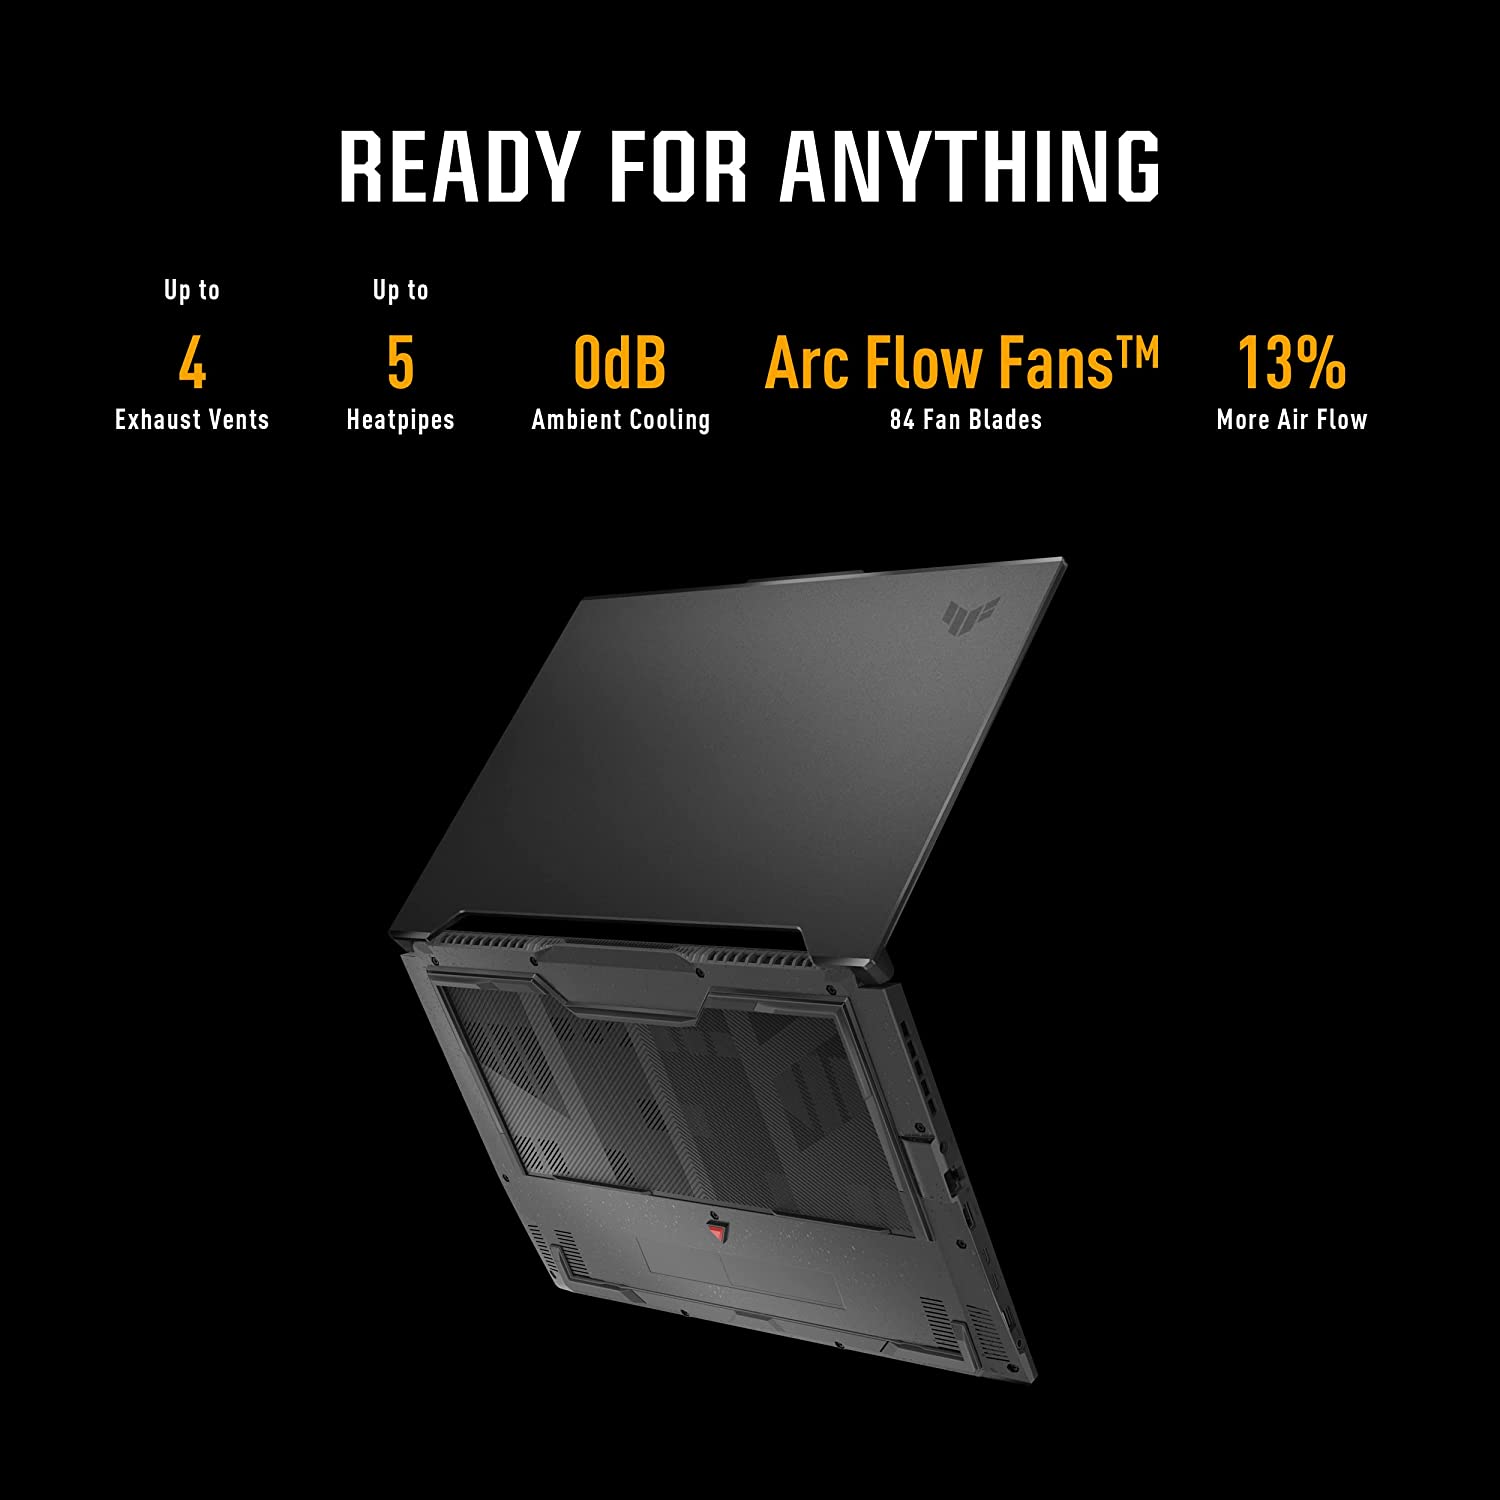 READY FOR ANYTHING
Up to
4
Exhaust Vents
Up to
5
Heatpipes
0dB
Ambient Cooling
Arc Flow Fans™
84 Fan Blades
13%
More Air Flow